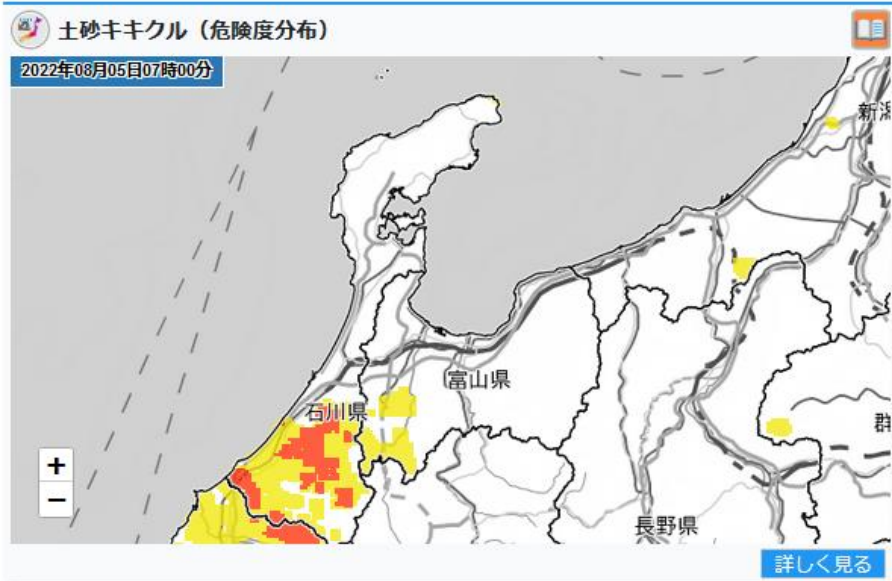 土砂キキクル（危険度分布）
2022年08月05日07時00分
新潟
富山県
石川県
群
長野県
+
−
詳しく見る